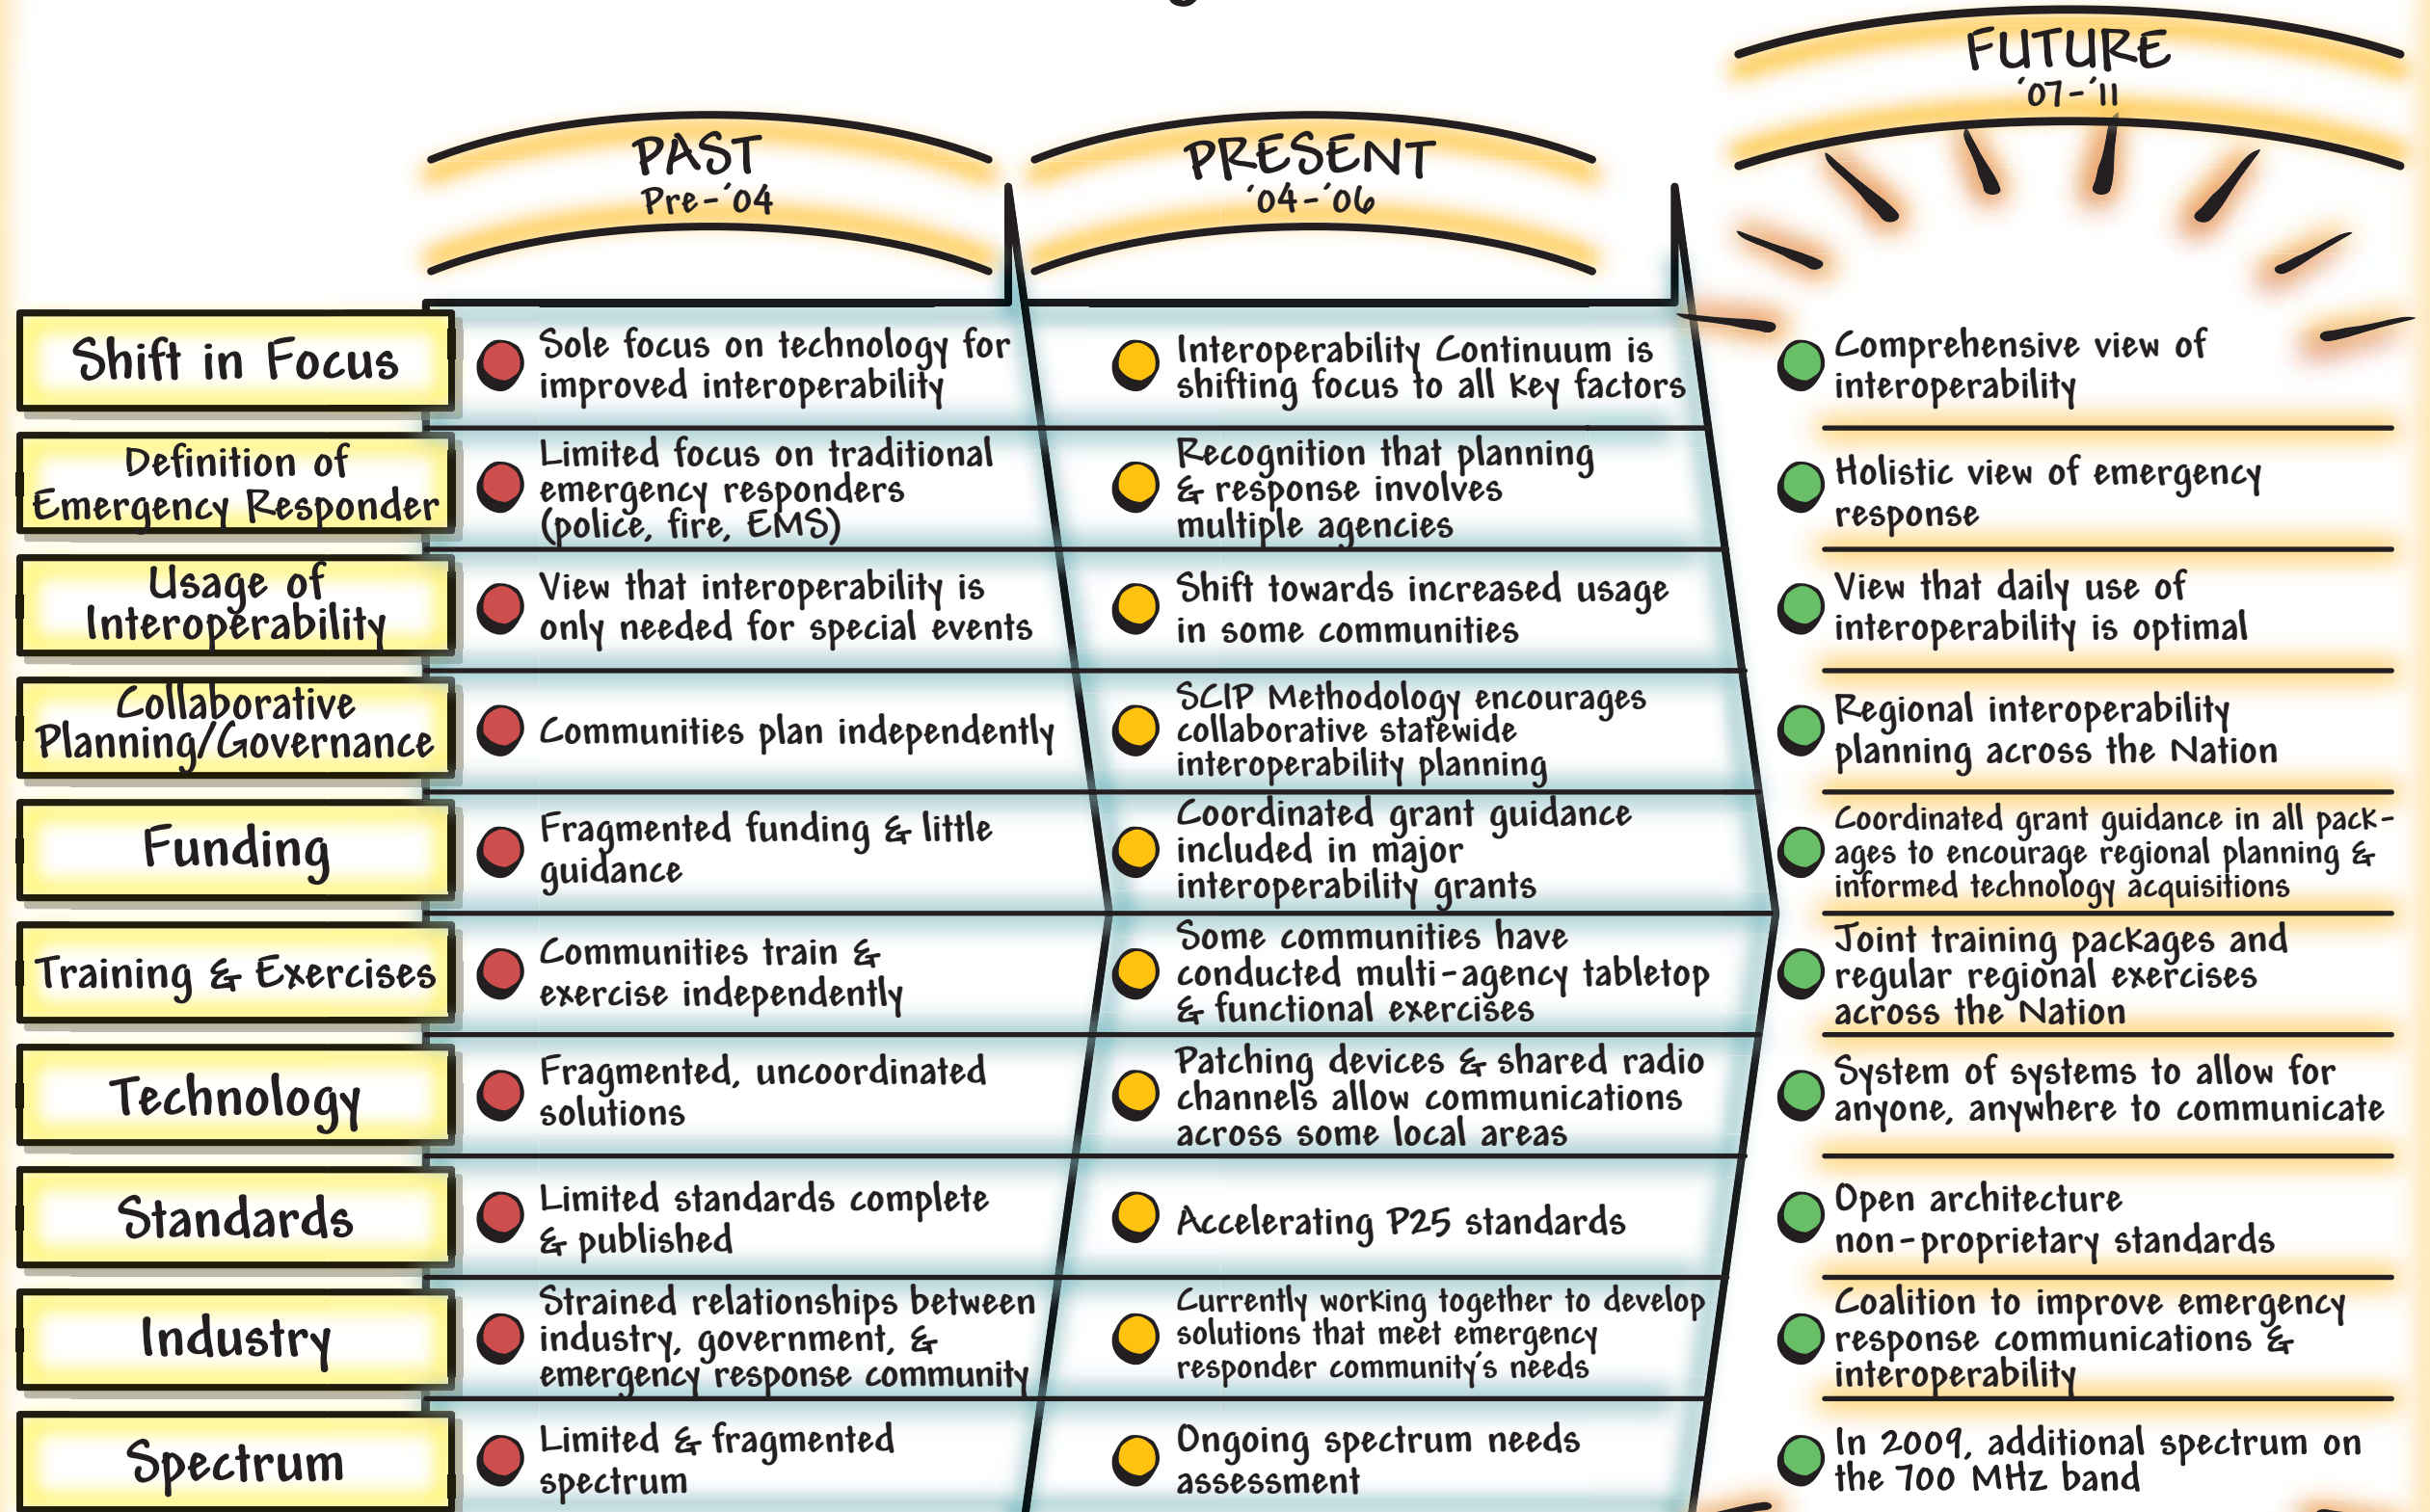 PAST
Pre-'04
PRESENT
'04-'06
FUTURE
'07-'11
Shift in Focus
Sole focus on technology for
improved interoperability
Interoperability Continuum is
shifting focus to all key factors
Comprehensive view of
interoperability
Definition of
Emergency Responder
Limited focus on traditional
emergency responders
(police, fire, EMS)
Recognition that planning
& response involves
multiple agencies
Holistic view of emergency
response
Usage of
Interoperability
View that interoperability is
only needed for special events
Shift towards increased usage
in some communities
View that daily use of
interoperability is optimal
Collaborative
Planning/Governance
Communities plan independently
SCIP Methodology encourages
collaborative statewide
interoperability planning
Regional interoperability
planning across the Nation
Funding
Fragmented funding & little
guidance
Coordinated grant guidance
included in major
interoperability grants
Coordinated grant guidance in all pack-
ages to encourage regional planning &
informed technology acquisitions
Training & Exercises
Communities train &
exercise independently
Some communities have
conducted multi-agency tabletop
& functional exercises
Joint training packages and
regular regional exercises
across the Nation
Technology
Fragmented, uncoordinated
solutions
Patching devices & shared radio
channels allow communications
across some local areas
System of systems to allow for
anyone, anywhere to communicate
Standards
Limited standards complete
& published
Accelerating P25 standards
Open architecture
non-proprietary standards
Industry
Strained relationships between
industry, government, &
emergency response community
Currently working together to develop
solutions that meet emergency
responder community's needs
Coalition to improve emergency
response communications &
interoperability
Spectrum
Limited & fragmented
spectrum
Ongoing spectrum needs
assessment
In 2009, additional spectrum on
the 700 MHz band